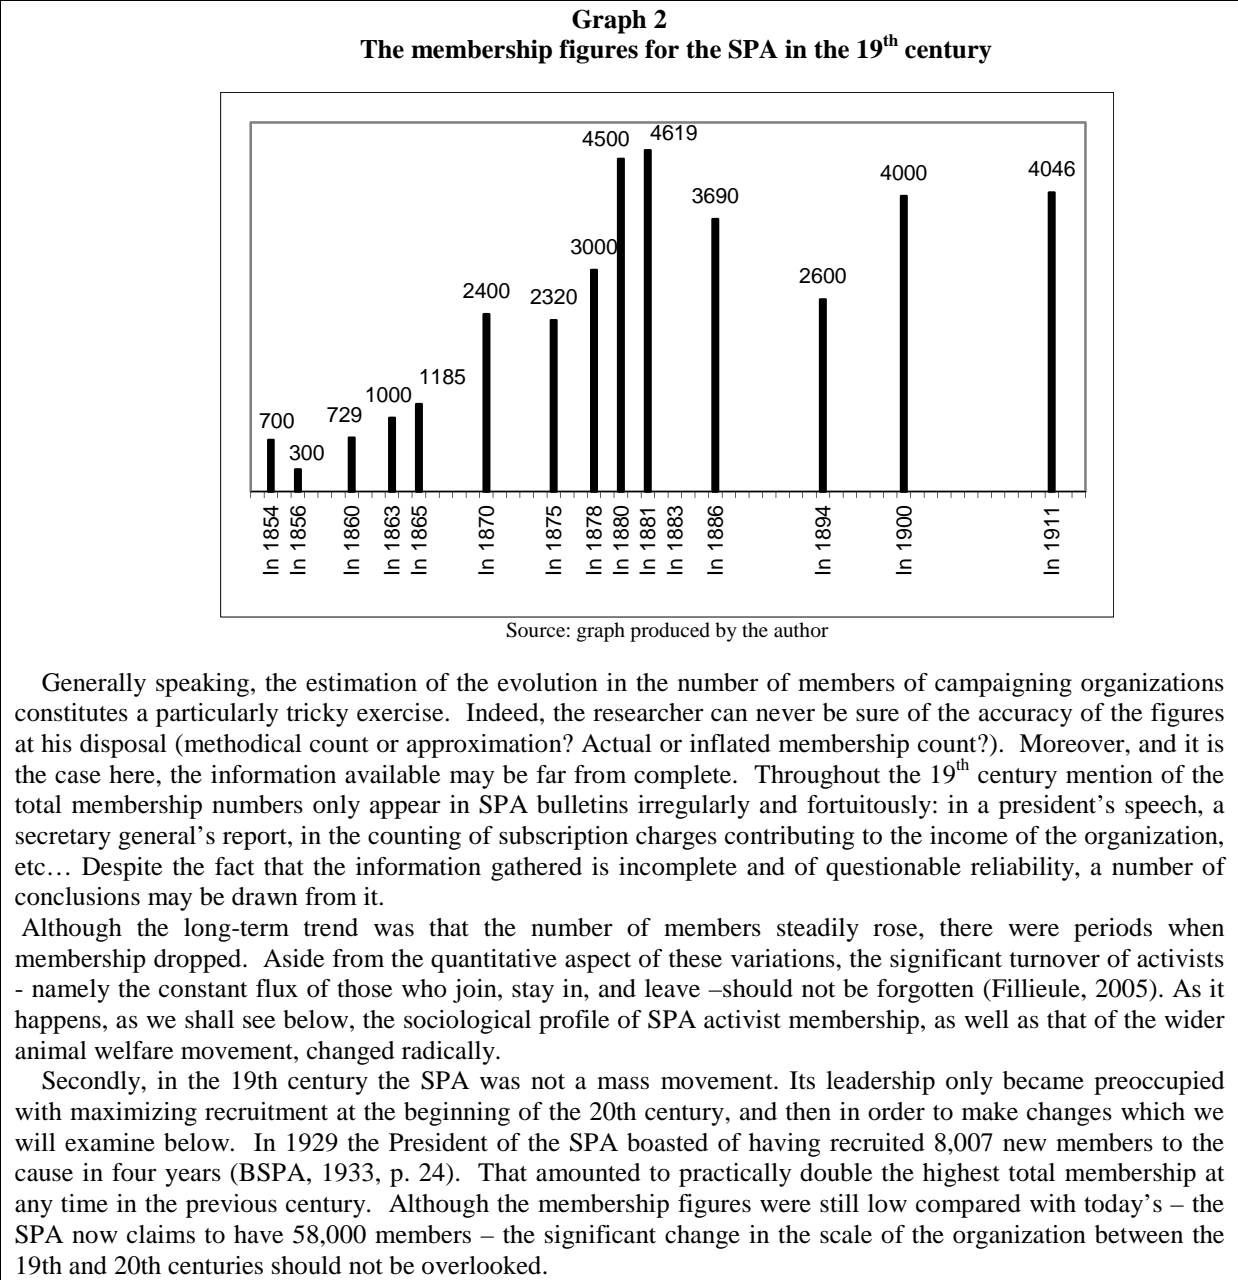 Graph 2
The membership figures for the SPA in the 19th century
4500 4619
4000 4046
3690
3000
2600
2400 2320
1185
1000
700 729
300
In 1854
In 1856
In 1860
In 1863
In 1865
In 1870
In 1875
In 1878
In 1880
In 1881
In 1883
In 1886
In 1894
In 1900
In 1911
Source: graph produced by the author
Generally speaking, the estimation of the evolution in the number of members of campaigning organizations
constitutes a particularly tricky exercise. Indeed, the researcher can never be sure of the accuracy of the figures
at his disposal (methodical count or approximation? Actual or inflated membership count?). Moreover, and it is
the case here, the information available may be far from complete. Throughout the 19th century mention of the
total membership numbers only appear in SPA bulletins irregularly and fortuitously: in a president's speech, a
secretary general's report, in the counting of subscription charges contributing to the income of the organization,
etc… Despite the fact that the information gathered is incomplete and of questionable reliability, a number of
conclusions may be drawn from it.
Although the long-term trend was that the number of members steadily rose, there were periods when
membership dropped. Aside from the quantitative aspect of these variations, the significant turnover of activists
- namely the constant flux of those who join, stay in, and leave –should not be forgotten (Fillieule, 2005). As it
happens, as we shall see below, the sociological profile of SPA activist membership, as well as that of the wider
animal welfare movement, changed radically.
Secondly, in the 19th century the SPA was not a mass movement. Its leadership only became preoccupied
with maximizing recruitment at the beginning of the 20th century, and then in order to make changes which we
will examine below. In 1929 the President of the SPA boasted of having recruited 8,007 new members to the
cause in four years (BSPA, 1933, p. 24). That amounted to practically double the highest total membership at
any time in the previous century. Although the membership figures were still low compared with today's – the
SPA now claims to have 58,000 members – the significant change in the scale of the organization between the
19th and 20th centuries should not be overlooked.